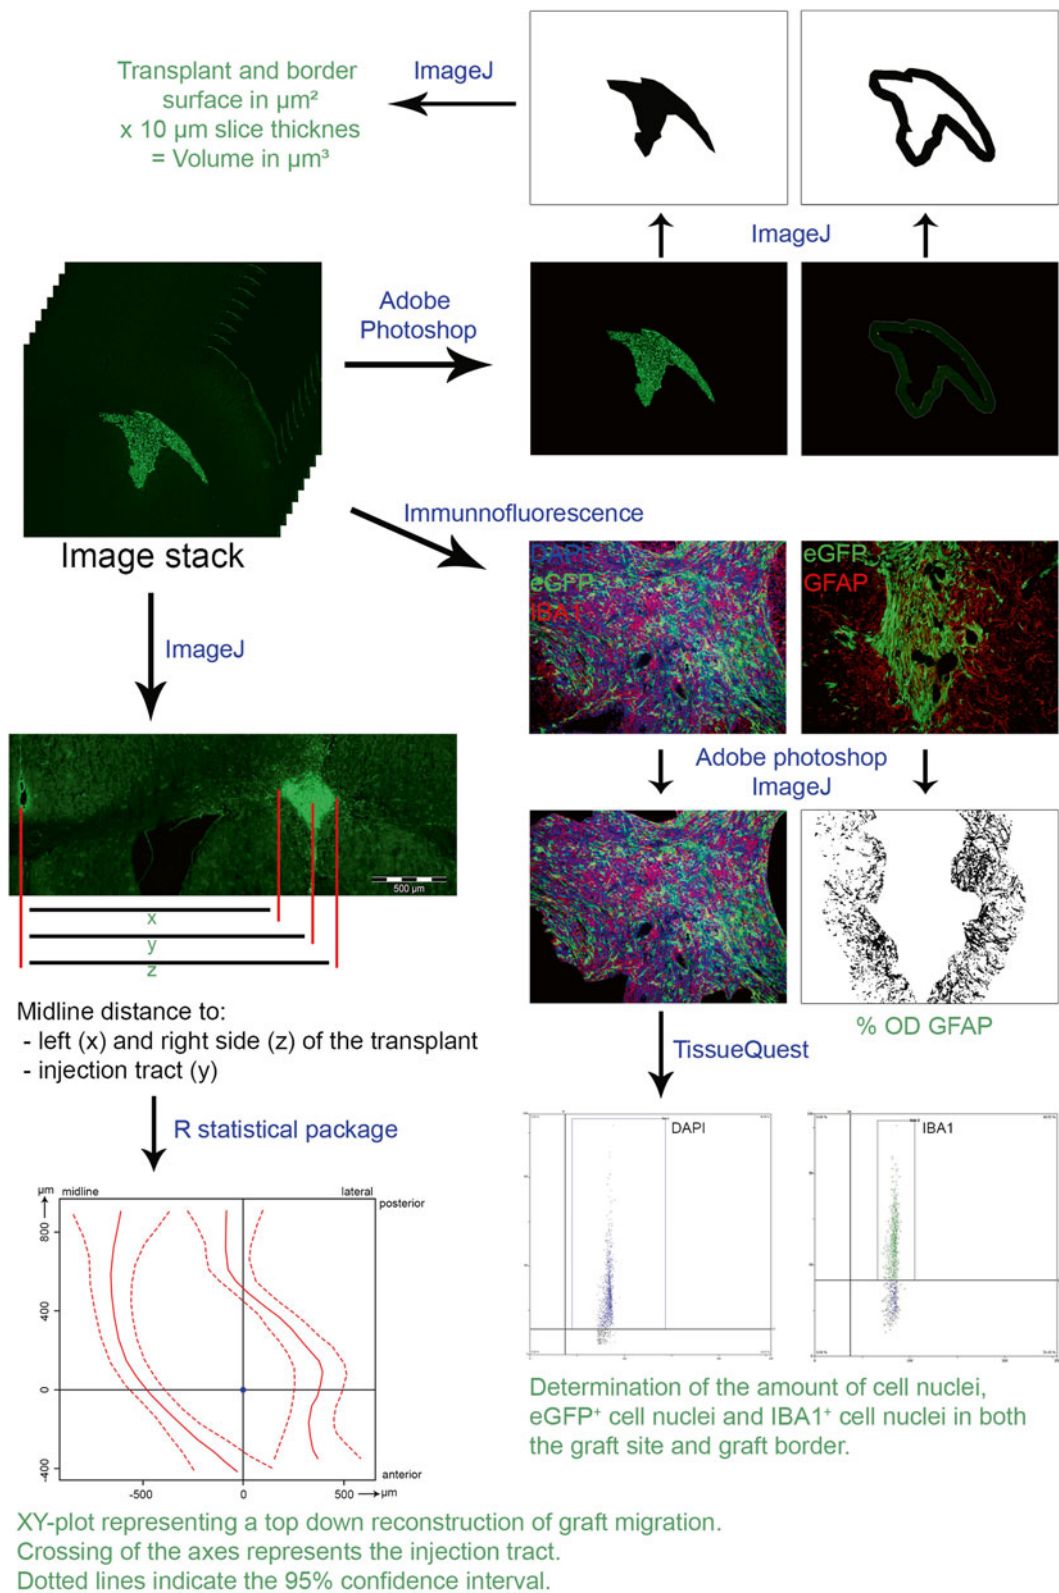 Transplant and border
surface in µm²
x 10 µm slice thicknes
= Volume in µm³
ImageJ
ImageJ
Adobe
Photoshop
Image stack
Immunnofluorescence
DAPI
eGFP
IBA1
eGFP
GFAP
ImageJ
Adobe photoshop
ImageJ
500 µm
x
y
z
% OD GFAP
Midline distance to:
- left (x) and right side (z) of the transplant
- injection tract (y)
TissueQuest
R statistical package
DAPI
IBA1
µm
midline
lateral
posterior
800
400
0
-400
anterior
-500
0
500
µm
Determination of the amount of cell nuclei,
eGFP⁺ cell nuclei and IBA1⁺ cell nuclei in both
the graft site and graft border.
XY-plot representing a top down reconstruction of graft migration.
Crossing of the axes represents the injection tract.
Dotted lines indicate the 95% confidence interval.